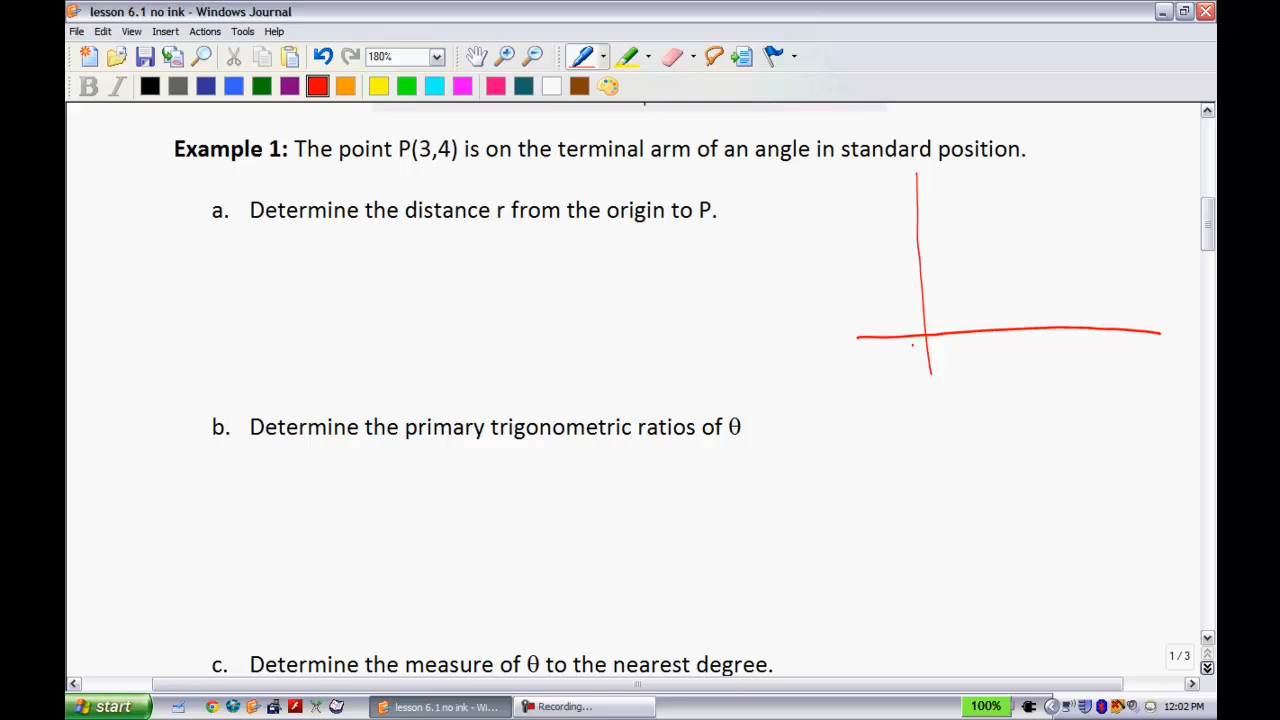 lesson 6.1 no ink - Windows Journal
File Edit View Insert Actions Tools Help
180%
B I
Example 1: The point P(3,4) is on the terminal arm of an angle in standard position.
a. Determine the distance r from the origin to P.
b. Determine the primary trigonometric ratios of θ
c. Determine the measure of θ to the nearest degree.
1 / 3
start
lesson 6.1 no ink - Wi...
Recording...
100%
12:02 PM